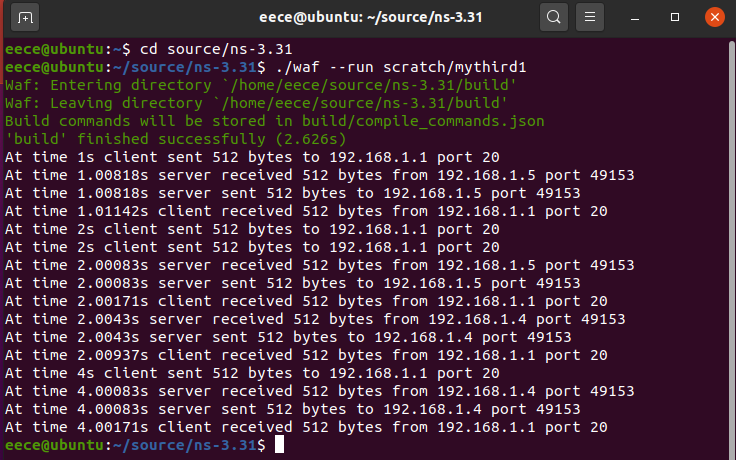 eece@ubuntu: ~/source/ns-3.31
eece@ubuntu:~$ cd source/ns-3.31
eece@ubuntu:~/source/ns-3.31$ ./waf --run scratch/mythird1
Waf: Entering directory `/home/eece/source/ns-3.31/build'
Waf: Leaving directory `/home/eece/source/ns-3.31/build'
Build commands will be stored in build/compile_commands.json
'build' finished successfully (2.626s)
At time 1s client sent 512 bytes to 192.168.1.1 port 20
At time 1.00818s server received 512 bytes from 192.168.1.5 port 49153
At time 1.00818s server sent 512 bytes to 192.168.1.5 port 49153
At time 1.01142s client received 512 bytes from 192.168.1.1 port 20
At time 2s client sent 512 bytes to 192.168.1.1 port 20
At time 2s client sent 512 bytes to 192.168.1.1 port 20
At time 2.00083s server received 512 bytes from 192.168.1.5 port 49153
At time 2.00083s server sent 512 bytes to 192.168.1.5 port 49153
At time 2.00171s client received 512 bytes from 192.168.1.1 port 20
At time 2.0043s server received 512 bytes from 192.168.1.4 port 49153
At time 2.0043s server sent 512 bytes to 192.168.1.4 port 49153
At time 2.00937s client received 512 bytes from 192.168.1.1 port 20
At time 4s client sent 512 bytes to 192.168.1.1 port 20
At time 4.00083s server received 512 bytes from 192.168.1.4 port 49153
At time 4.00083s server sent 512 bytes to 192.168.1.4 port 49153
At time 4.00171s client received 512 bytes from 192.168.1.1 port 20
eece@ubuntu:~/source/ns-3.31$